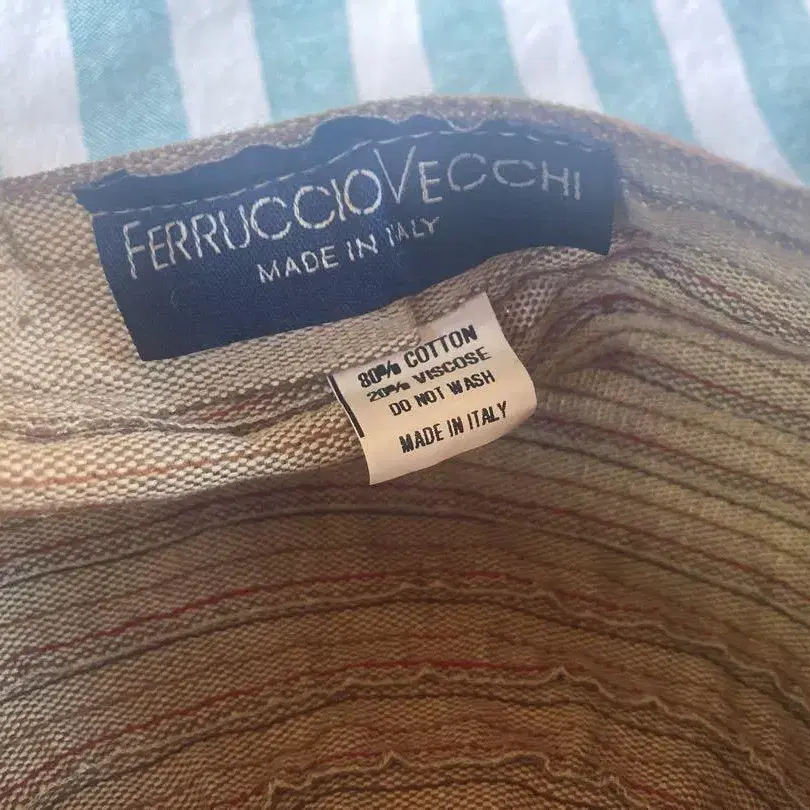 FERRUCCIOVECCHI
MADE IN ITALY
80% COTTON
20% VISCOSE
DO NOT WASH
MADE IN ITALY